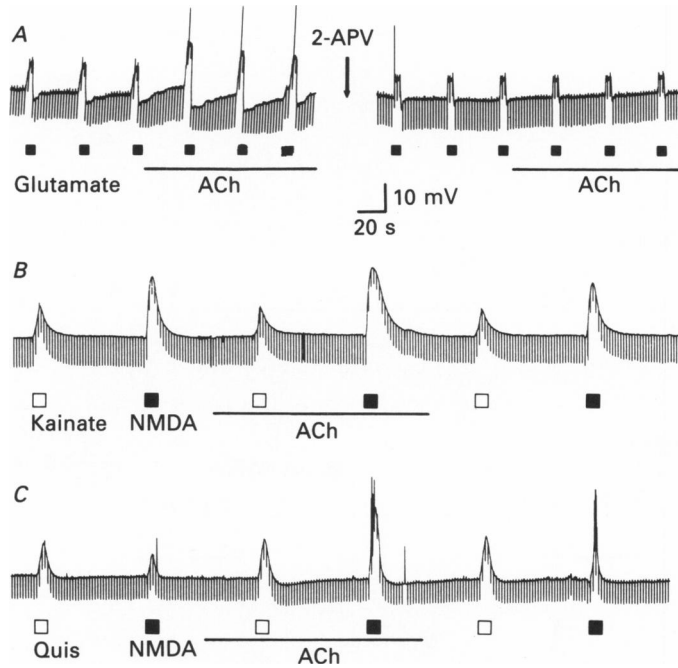 A
2-APV
Glutamate
ACh
ACh
10 mV
20 s
B
Kainate
NMDA
ACh
C
Quis
NMDA
ACh